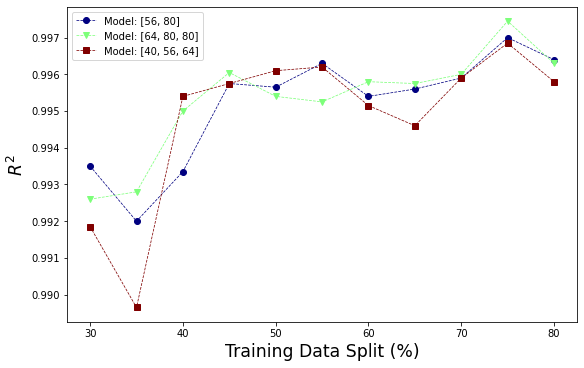 Model: [56, 80]
Model: [64, 80, 80]
Model: [40, 56, 64]
R²
0.997
0.996
0.995
0.994
0.993
0.992
0.991
0.990
30 40 50 60 70 80
Training Data Split (%)